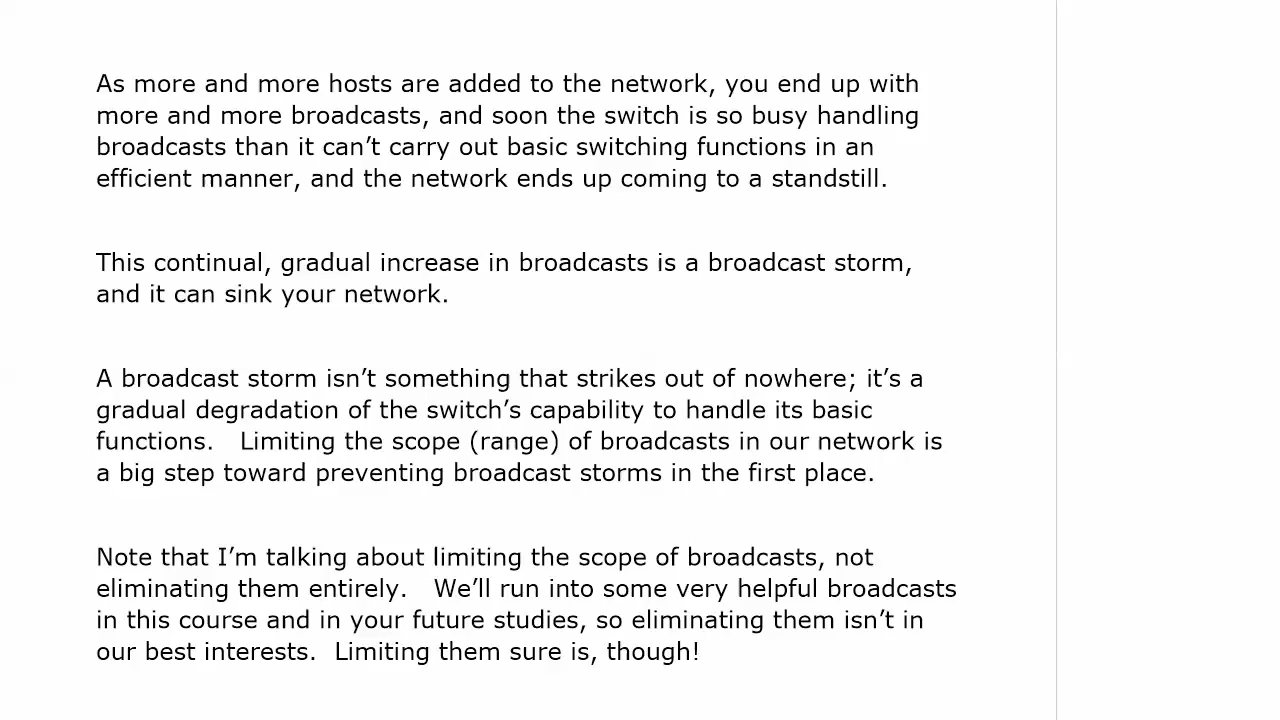 As more and more hosts are added to the network, you end up with
more and more broadcasts, and soon the switch is so busy handling
broadcasts than it can’t carry out basic switching functions in an
efficient manner, and the network ends up coming to a standstill.
This continual, gradual increase in broadcasts is a broadcast storm,
and it can sink your network.
A broadcast storm isn’t something that strikes out of nowhere; it’s a
gradual degradation of the switch’s capability to handle its basic
functions.   Limiting the scope (range) of broadcasts in our network is
a big step toward preventing broadcast storms in the first place.
Note that I’m talking about limiting the scope of broadcasts, not
eliminating them entirely.   We’ll run into some very helpful broadcasts
in this course and in your future studies, so eliminating them isn’t in
our best interests.  Limiting them sure is, though!